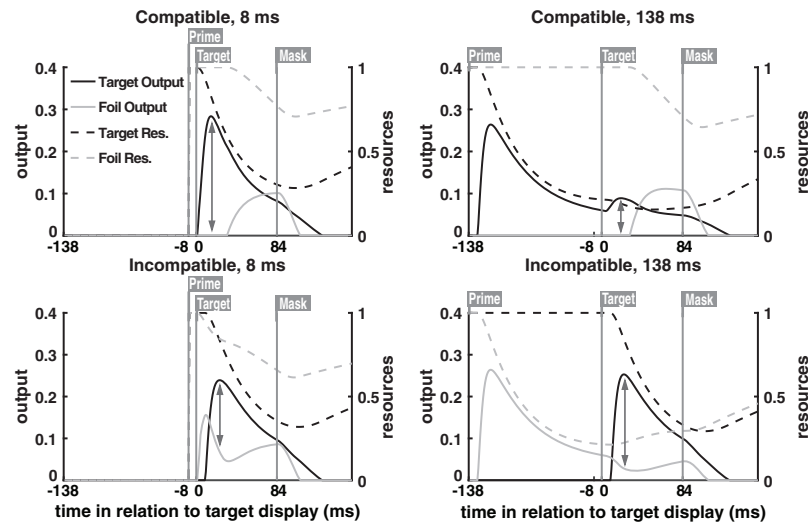 Compatible, 8 ms
Prime
Target
Mask
0.4
0.3
0.2
0.1
0
output
Target Output
Foil Output
Target Res.
Foil Res.
1
0.5
0
resources
-138
-8
0
84
Compatible, 138 ms
Prime
Target
Mask
0.4
0.3
0.2
0.1
0
output
1
0.5
0
resources
-138
-8
0
84
Incompatible, 8 ms
Prime
Target
Mask
0.4
0.3
0.2
0.1
0
output
1
0.5
0
resources
-138
-8
0
84
time in relation to target display (ms)
Incompatible, 138 ms
Prime
Target
Mask
0.4
0.3
0.2
0.1
0
output
1
0.5
0
resources
-138
-8
0
84
time in relation to target display (ms)